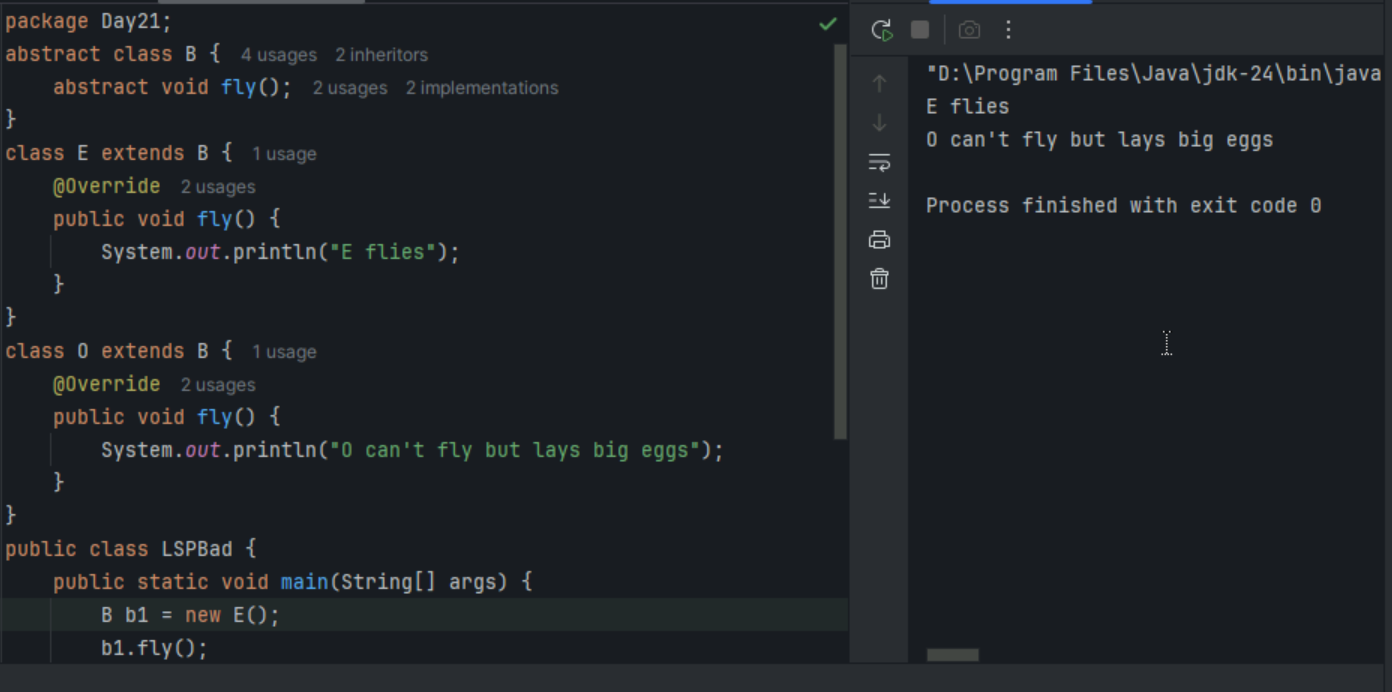 package Day21;
abstract class B {  4 usages  2 inheritors
    abstract void fly();  2 usages  2 implementations
}
class E extends B {  1 usage
    @Override  2 usages
    public void fly() {
        System.out.println("E flies");
    }
}
class O extends B {  1 usage
    @Override  2 usages
    public void fly() {
        System.out.println("O can't fly but lays big eggs");
    }
}
public class LSPBad {
    public static void main(String[] args) {
        B b1 = new E();
        b1.fly();
"D:\Program Files\Java\jdk-24\bin\java
E flies
O can't fly but lays big eggs
Process finished with exit code 0